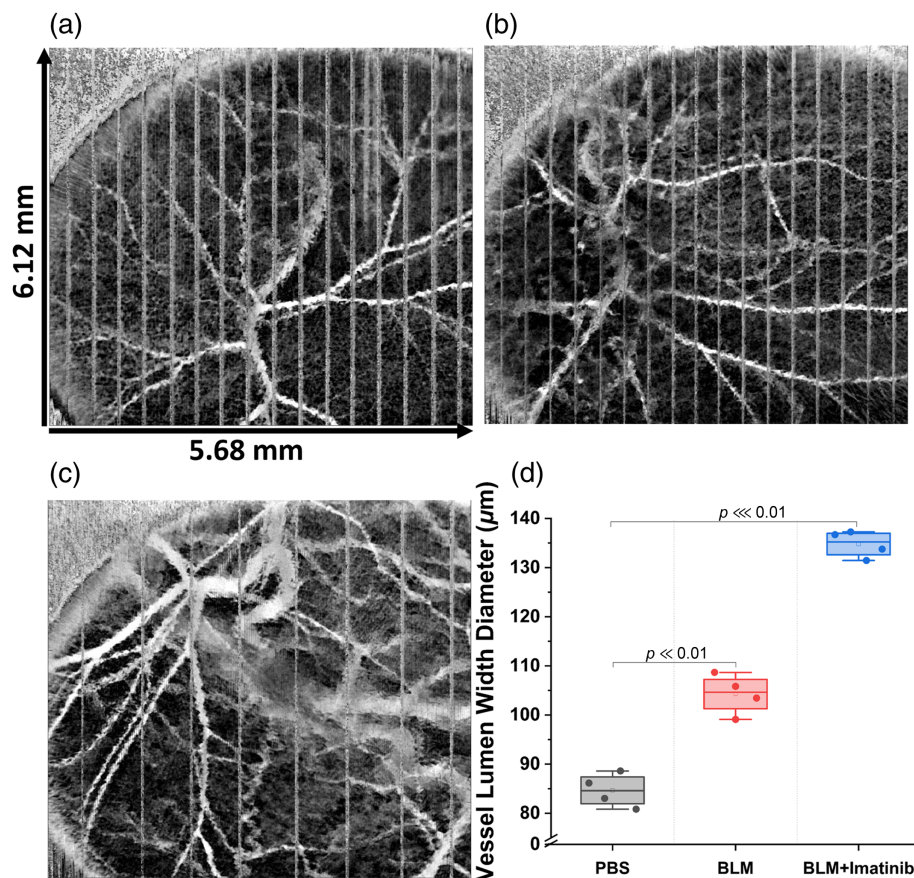 (a)
(b)
6.12 mm
5.68 mm
(c)
(d)
Vessel Lumen Width Diameter (μm)
140
130
120
110
100
90
80
0
p <<< 0.01
p << 0.01
PBS
BLM
BLM+Imatinib